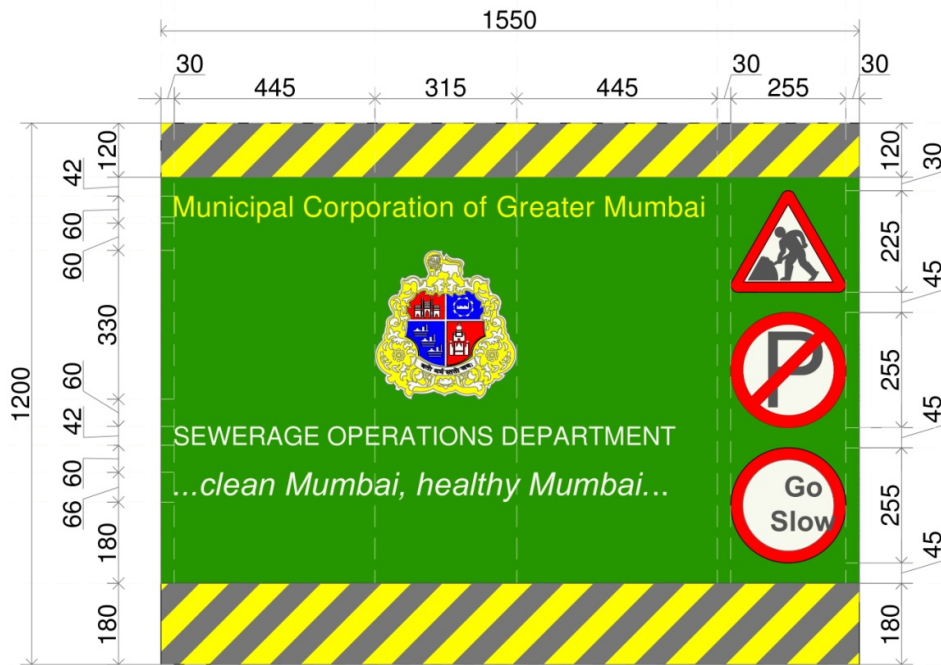 1550
30 30 30
445 315 445 255
120 120
42 30
Municipal Corporation of Greater Mumbai
60 225
60 45
330
1200 255
60 P
42 45
SEWERAGE OPERATIONS DEPARTMENT
60 ...clean Mumbai, healthy Mumbai...
66 Go
Slow
255
180 45
180 180